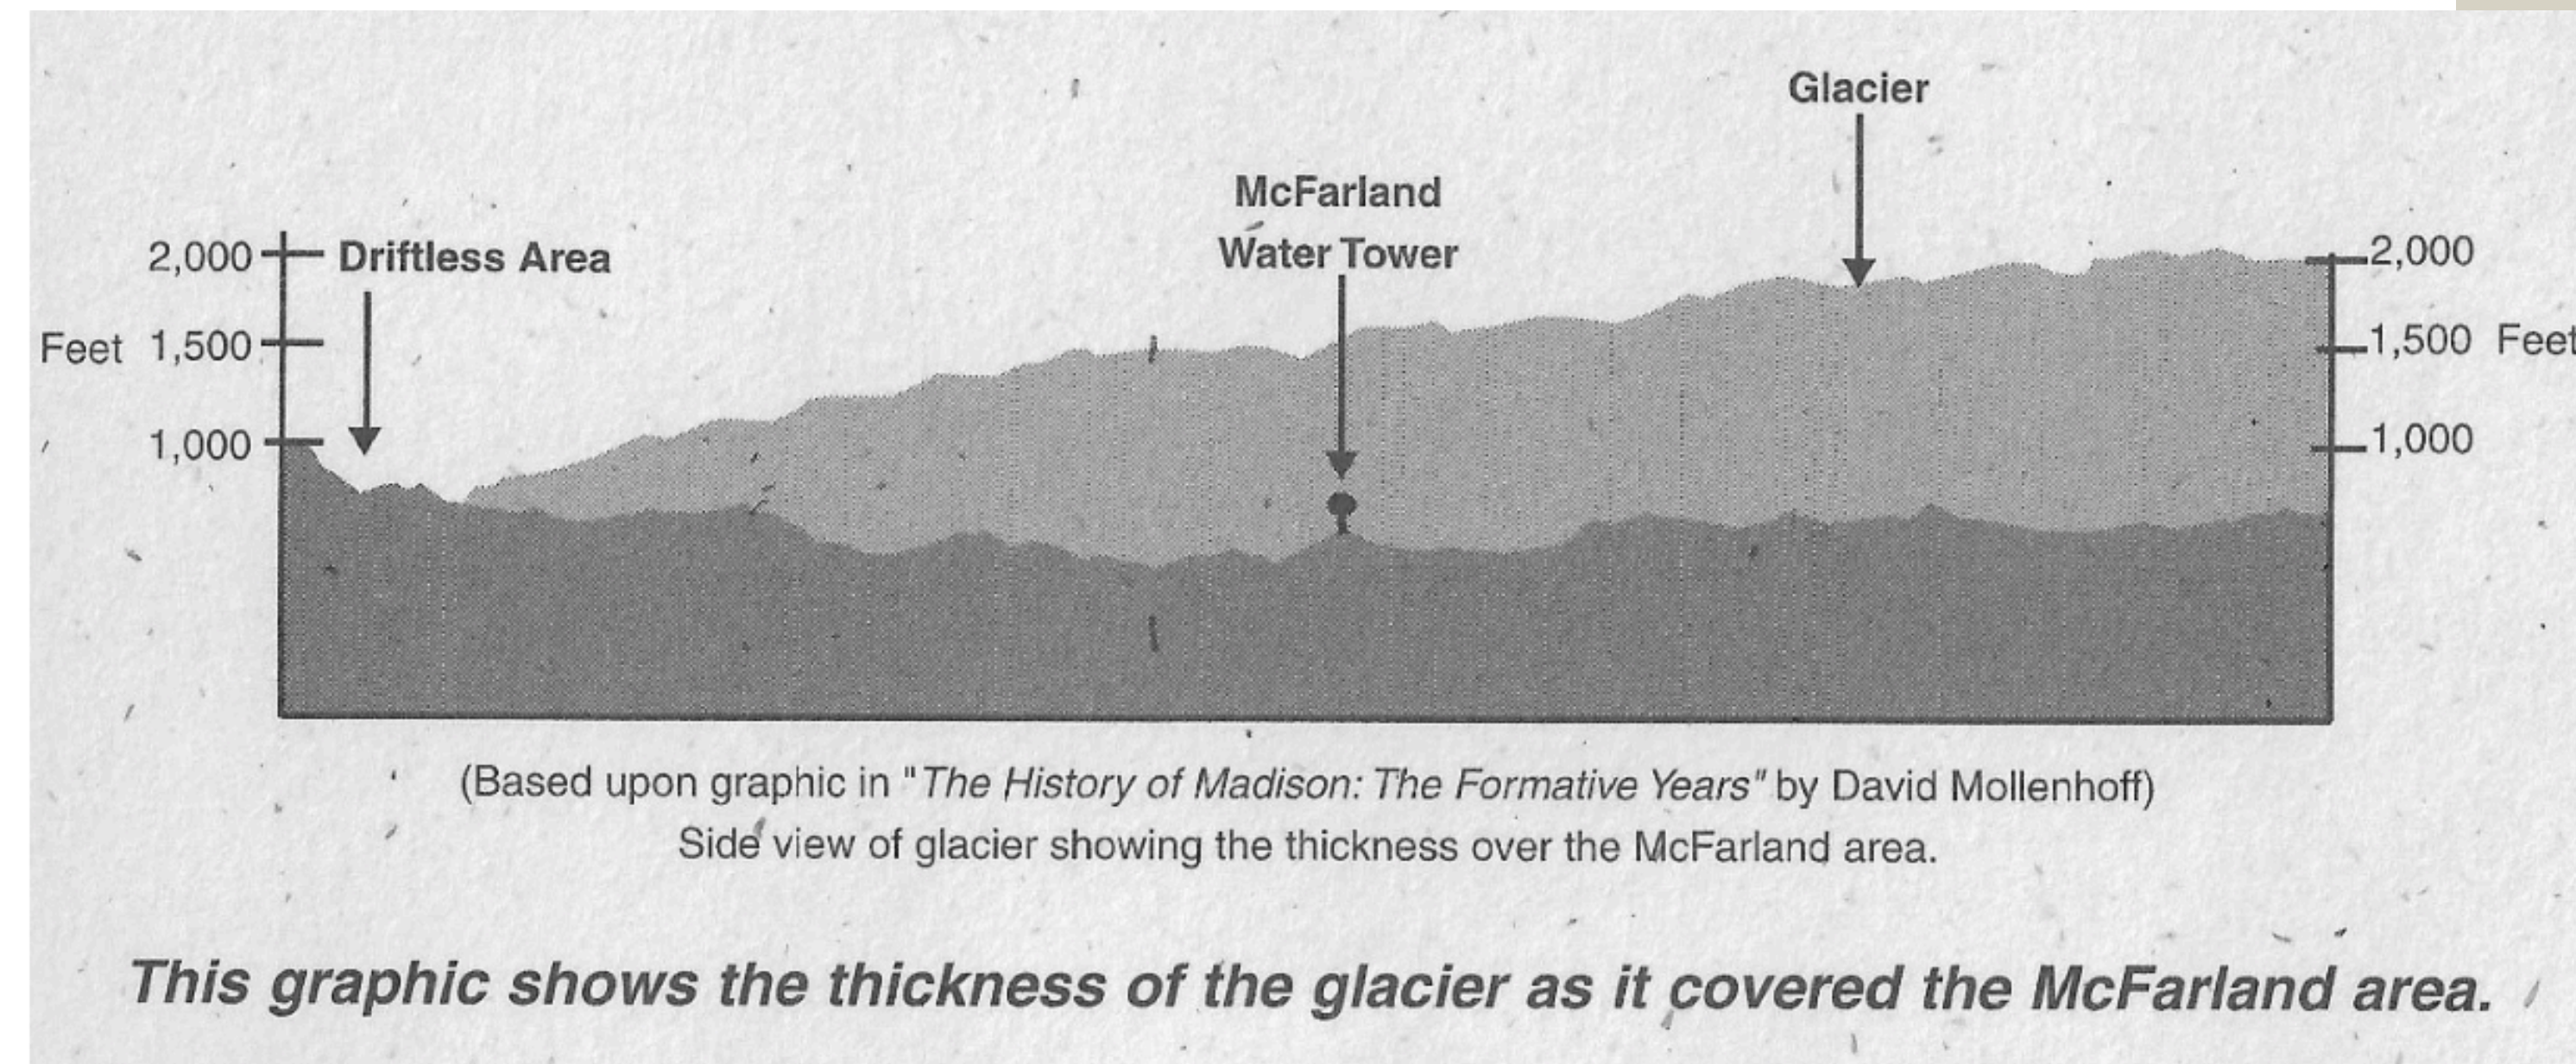 Glacier
McFarland
Water Tower
2,000
Driftless Area
2,000
Feet 1,500
1,500 Feet
1,000
1,000
(Based upon graphic in "The History of Madison: The Formative Years" by David Mollenhoff)
Side view of glacier showing the thickness over the McFarland area.
This graphic shows the thickness of the glacier as it covered the McFarland area.